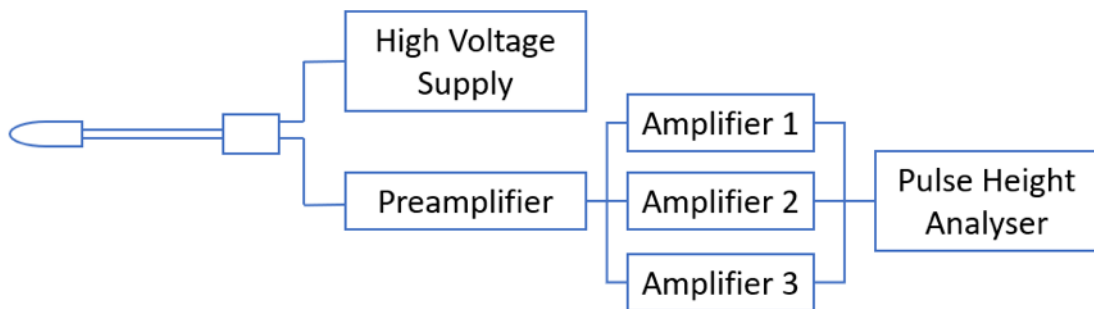 High Voltage
Supply
Preamplifier
Amplifier 1
Amplifier 2
Amplifier 3
Pulse Height
Analyser